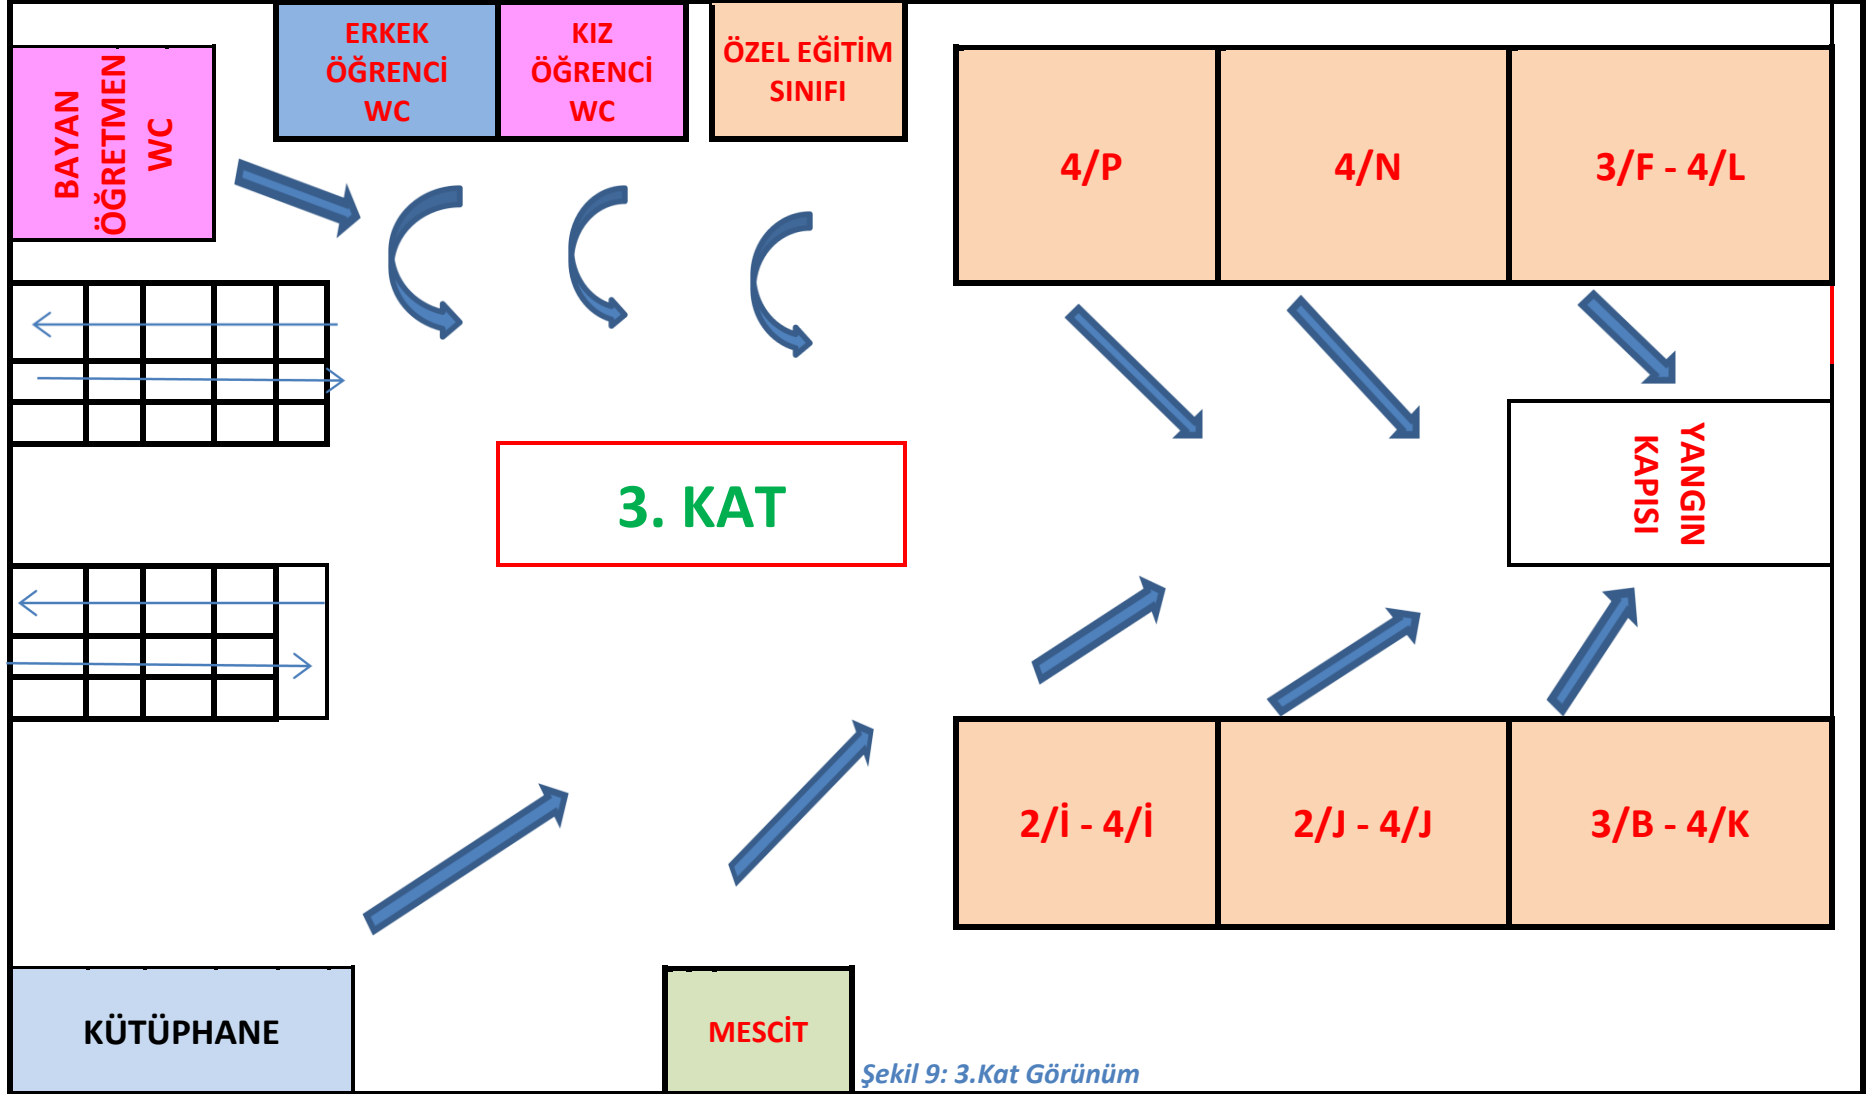 BAYAN
ÖĞRETMEN
WC
ERKEK
ÖĞRENCİ
WC
KIZ
ÖĞRENCİ
WC
ÖZEL EĞİTİM
SINIFI
4/P
4/N
3/F - 4/L
3. KAT
YANGIN
KAPISI
2/İ - 4/İ
2/J - 4/J
3/B - 4/K
KÜTÜPHANE
MESCİT
Şekil 9: 3.Kat Görünüm